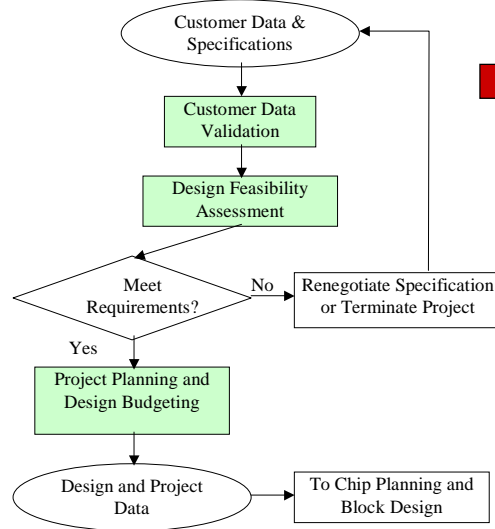 Customer Data &
Specifications
Customer Data
Validation
Design Feasibility
Assessment
Meet
Requirements?
No
Renegotiate Specification
or Terminate Project
Yes
Project Planning and
Design Budgeting
Design and Project
Data
To Chip Planning and
Block Design